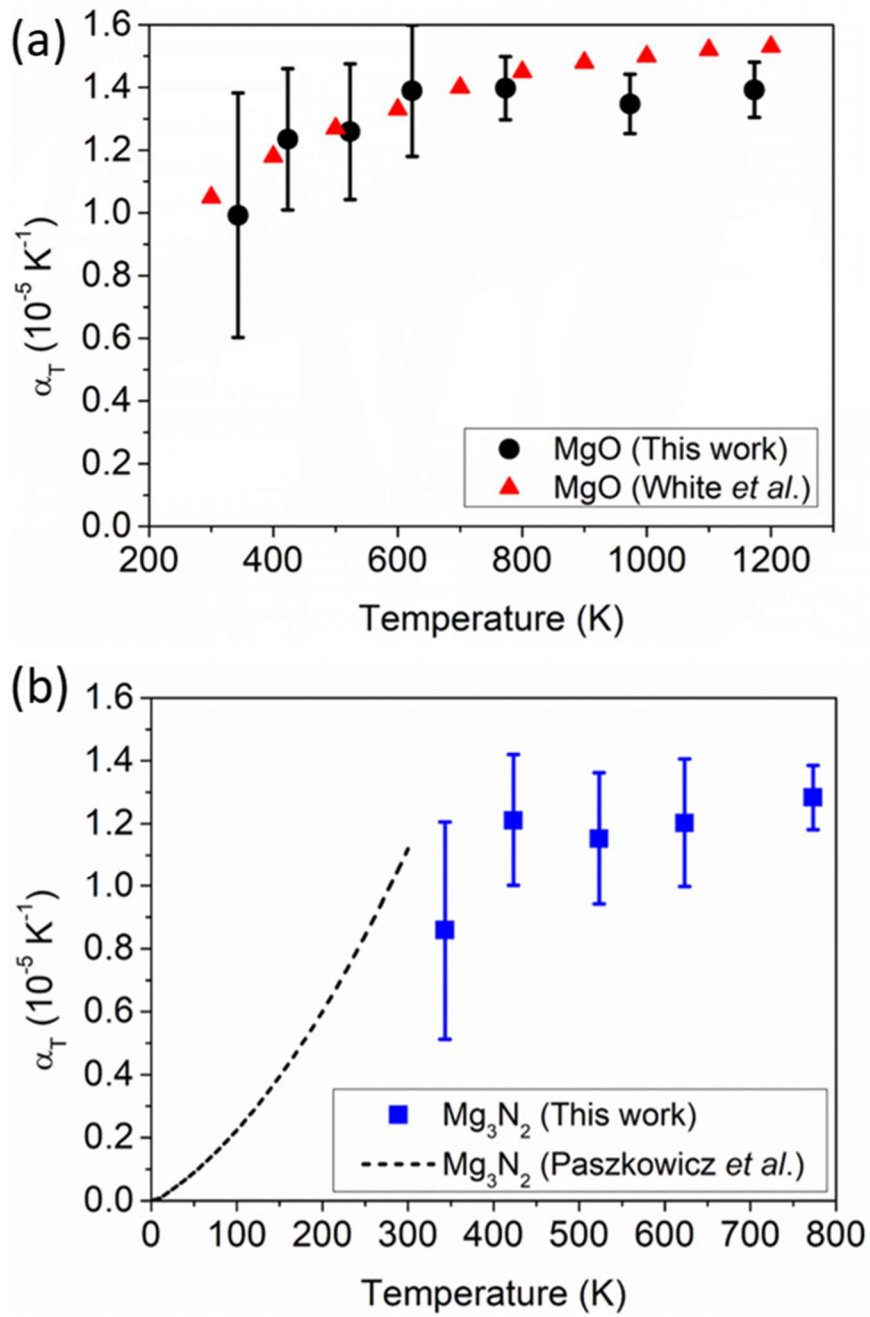 (a)
1.6
1.4
1.2
1.0
0.8
0.6
0.4
0.2
0.0
α_T (10⁻⁵ K⁻¹)
MgO (This work)
MgO (White et al.)
200 400 600 800 1000 1200
Temperature (K)
(b)
1.6
1.4
1.2
1.0
0.8
0.6
0.4
0.2
0.0
α_T (10⁻⁵ K⁻¹)
Mg₃N₂ (This work)
Mg₃N₂ (Paszkowicz et al.)
0 100 200 300 400 500 600 700 800
Temperature (K)